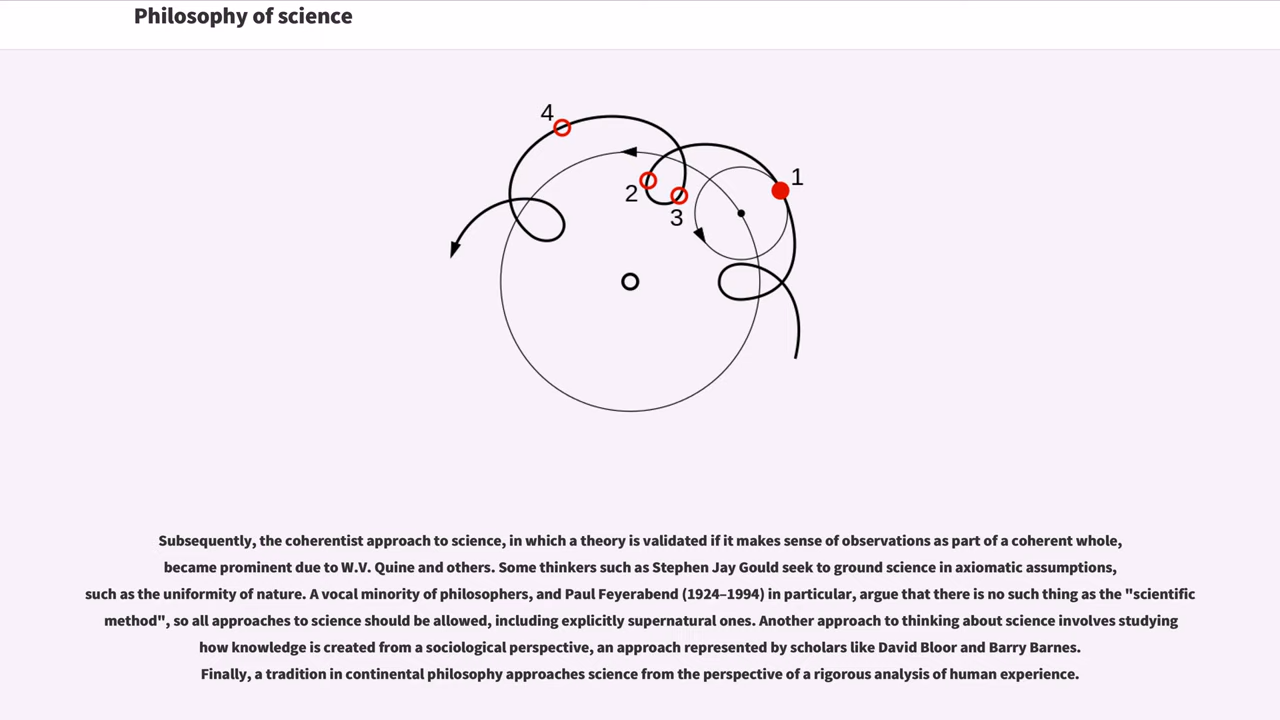 Philosophy of science
4
1
2
3
Subsequently, the coherentist approach to science, in which a theory is validated if it makes sense of observations as part of a coherent whole,
became prominent due to W.V. Quine and others. Some thinkers such as Stephen Jay Gould seek to ground science in axiomatic assumptions,
such as the uniformity of nature. A vocal minority of philosophers, and Paul Feyerabend (1924–1994) in particular, argue that there is no such thing as the "scientific
method", so all approaches to science should be allowed, including explicitly supernatural ones. Another approach to thinking about science involves studying
how knowledge is created from a sociological perspective, an approach represented by scholars like David Bloor and Barry Barnes.
Finally, a tradition in continental philosophy approaches science from the perspective of a rigorous analysis of human experience.